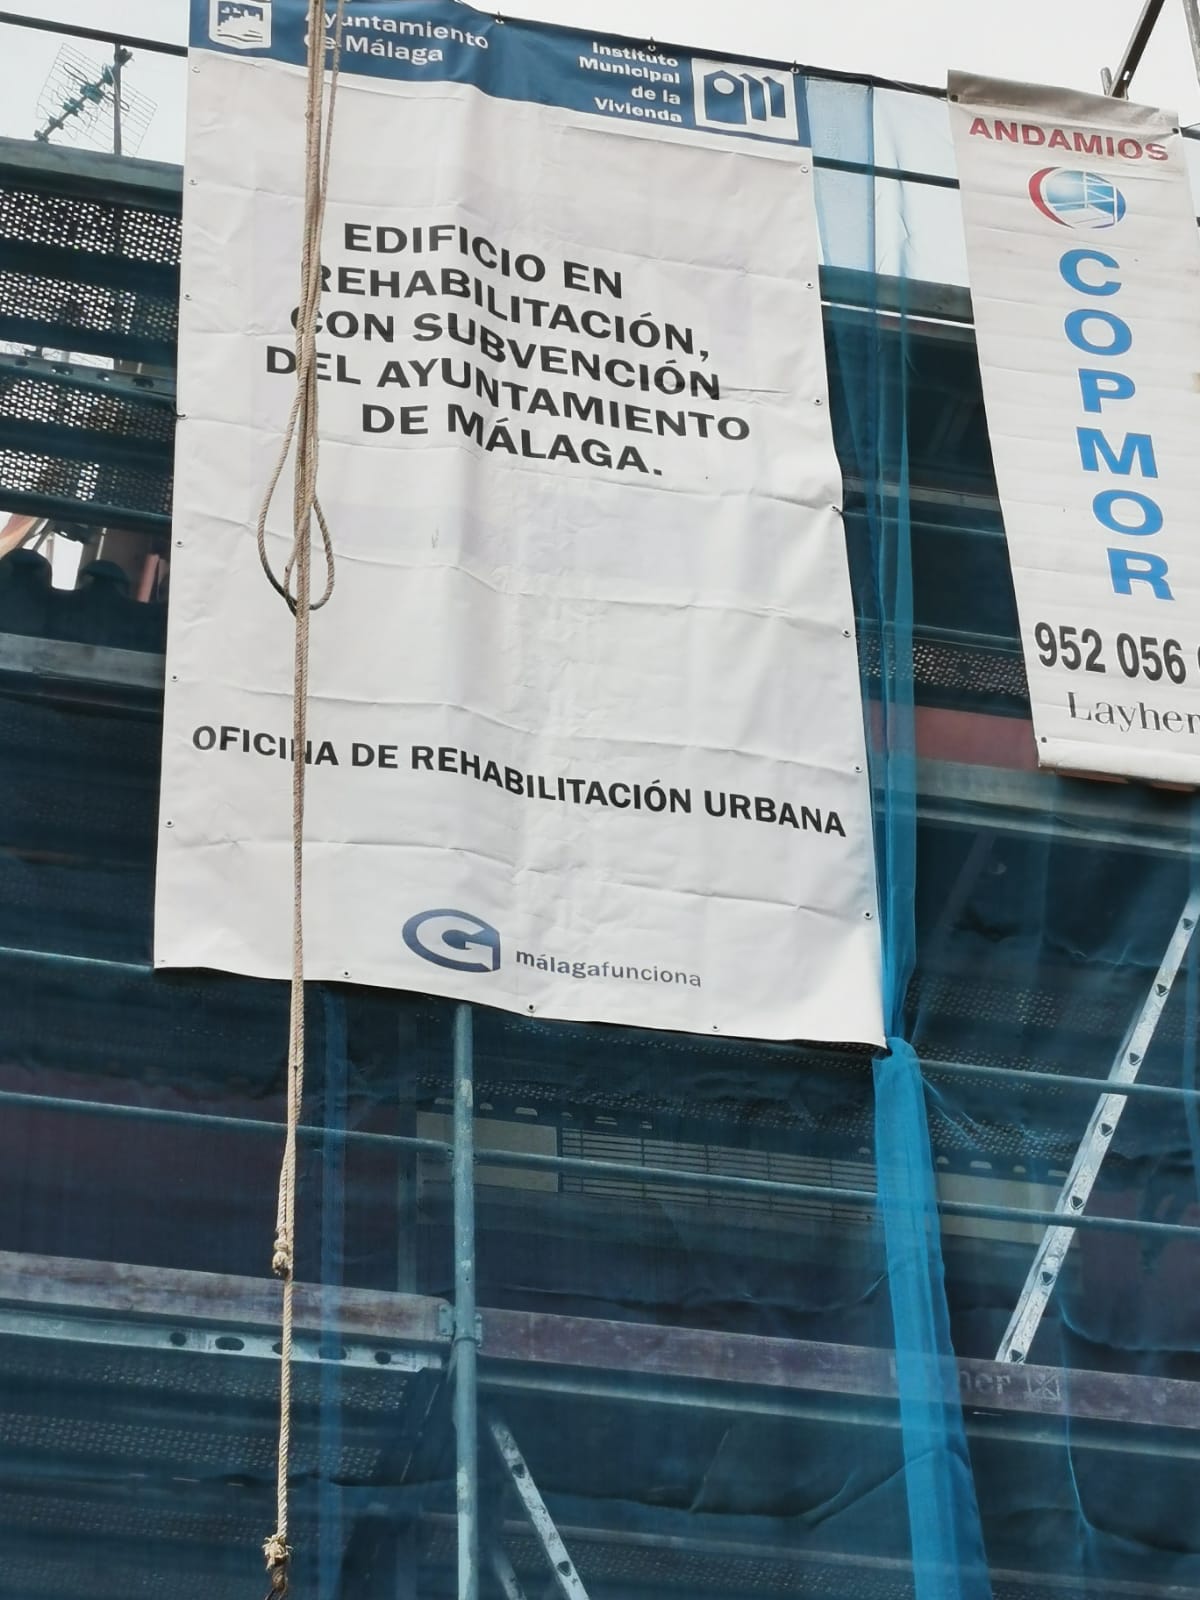 Ayuntamiento
de Málaga
Instituto
Municipal
de la
Vivienda
EDIFICIO EN
REHABILITACIÓN,
CON SUBVENCIÓN
DEL AYUNTAMIENTO
DE MÁLAGA.
OFICINA DE REHABILITACIÓN URBANA
málagafunciona
ANDAMIOS
COPMOR
952 056
Layher